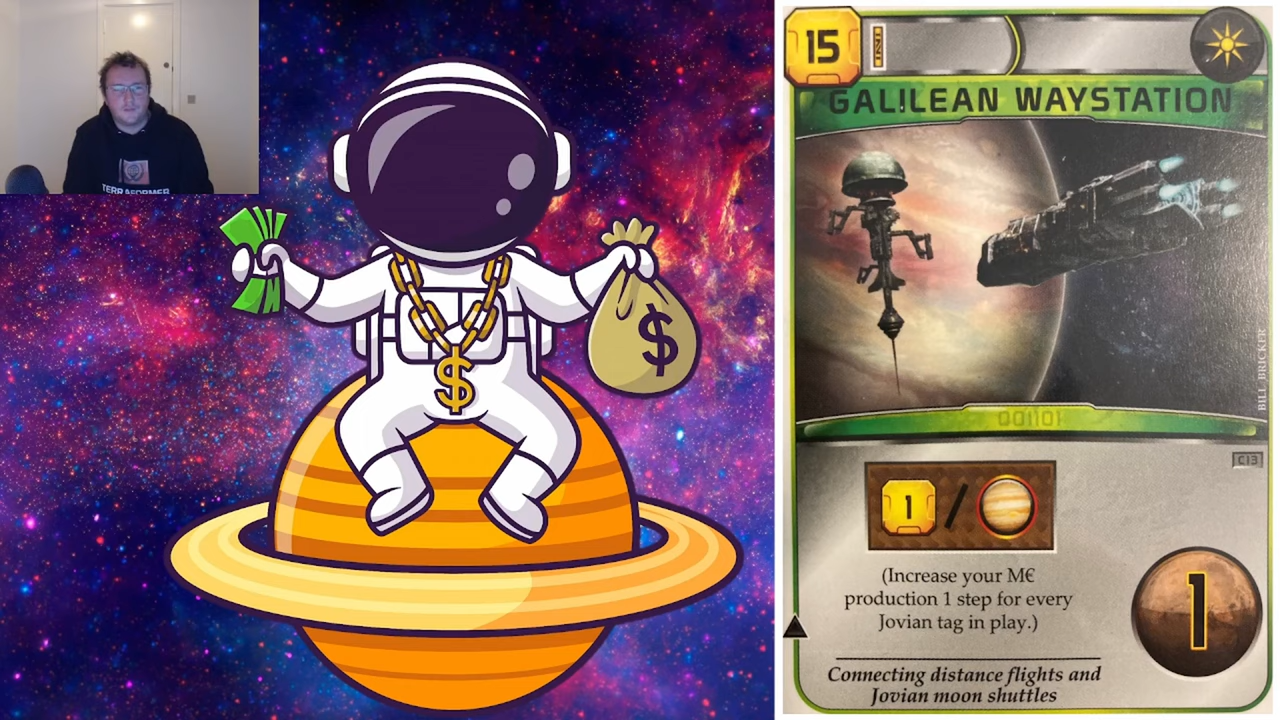 TERRAFORMER
$
$
15
GALILEAN WAYSTATION
BILL BRICKER
001101
C13
1 /
(Increase your M€
production 1 step for every
Jovian tag in play.)
1
Connecting distance flights and
Jovian moon shuttles